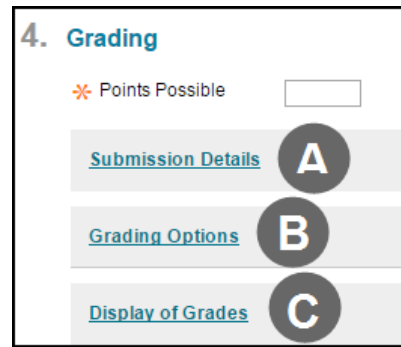 4. Grading
Points Possible
Submission Details A
Grading Options B
Display of Grades C